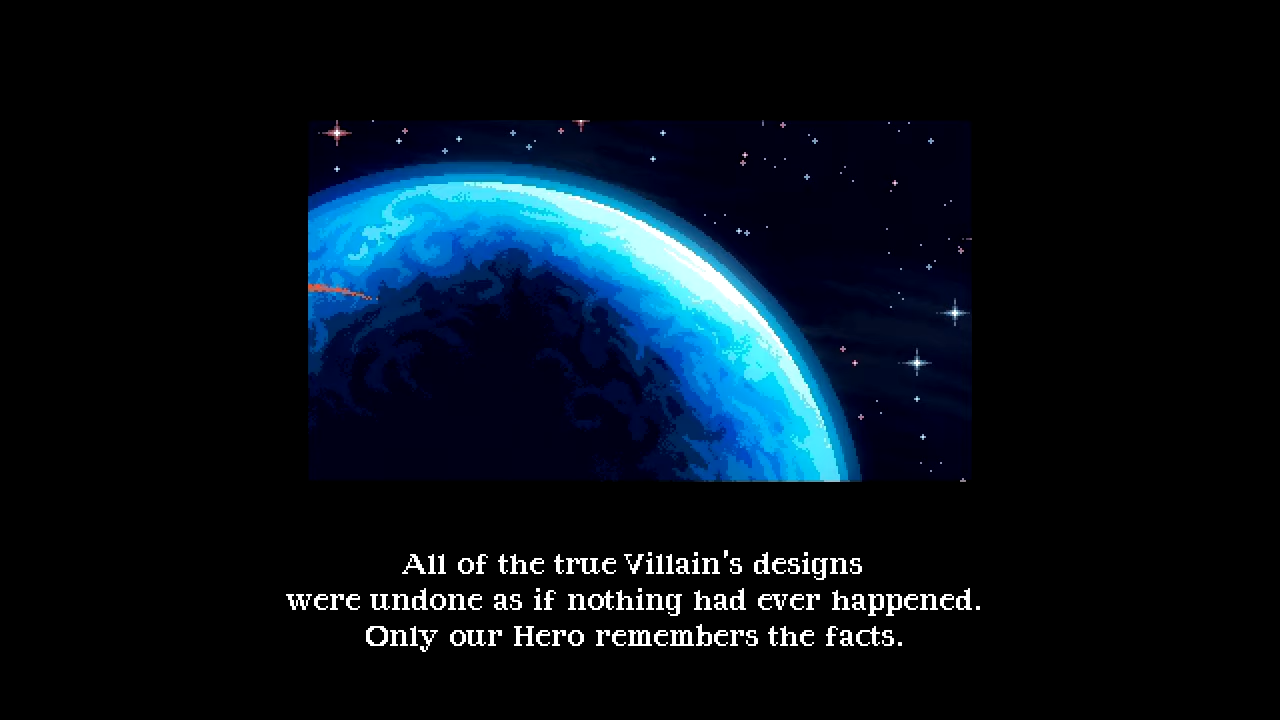 All of the true Villain's designs
were undone as if nothing had ever happened.
Only our Hero remembers the facts.